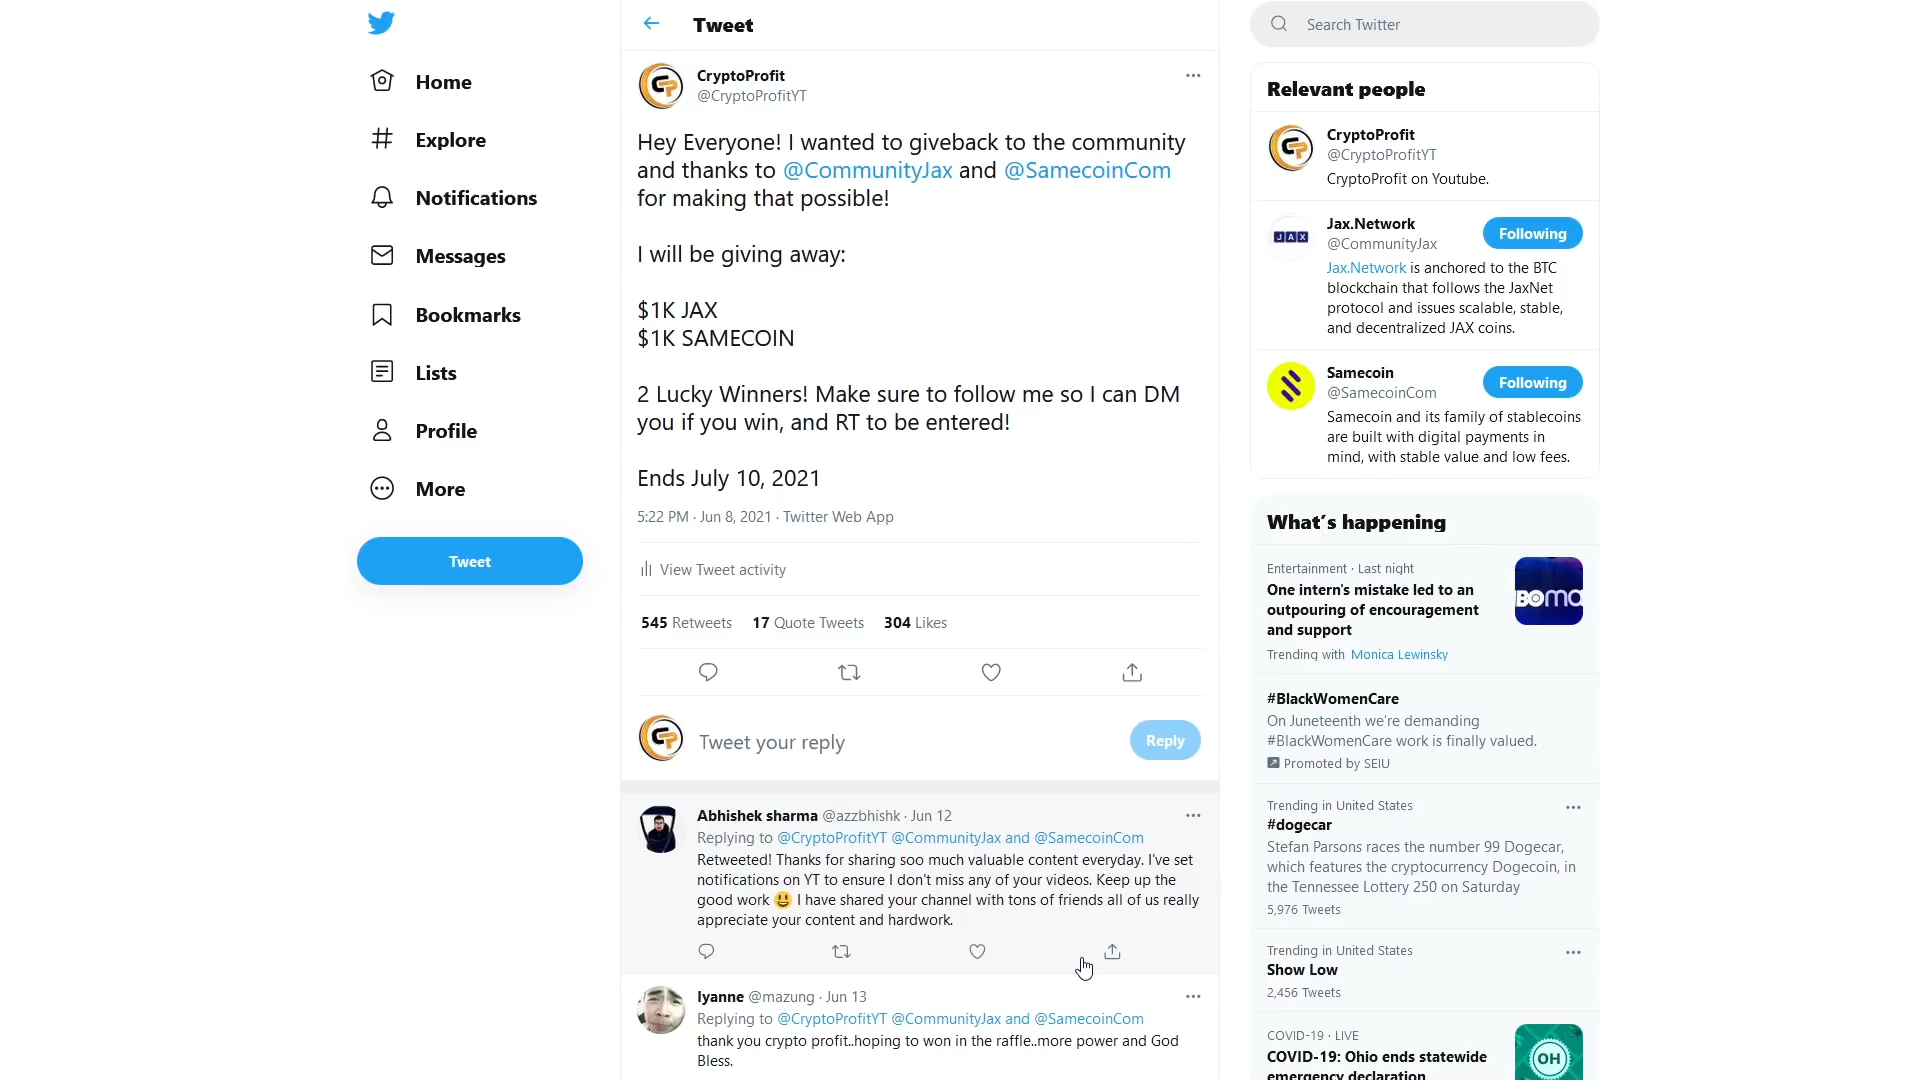 Home
Explore
Notifications
Messages
Bookmarks
Lists
Profile
More
Tweet
Tweet
CryptoProfit
@CryptoProfitYT
Hey Everyone! I wanted to giveback to the community
and thanks to @CommunityJax and @SamecoinCom
for making that possible!
I will be giving away:
$1K JAX
$1K SAMECOIN
2 Lucky Winners! Make sure to follow me so I can DM
you if you win, and RT to be entered!
Ends July 10, 2021
5:22 PM · Jun 8, 2021 · Twitter Web App
View Tweet activity
545 Retweets 17 Quote Tweets 304 Likes
Tweet your reply
Reply
Abhishek sharma @azzbhishk · Jun 12
Replying to @CryptoProfitYT @CommunityJax and @SamecoinCom
Retweeted! Thanks for sharing soo much valuable content everyday. I've set
notifications on YT to ensure I don't miss any of your videos. Keep up the
good work 😃 I have shared your channel with tons of friends all of us really
appreciate your content and hardwork.
Iyanne @mazung · Jun 13
Replying to @CryptoProfitYT @CommunityJax and @SamecoinCom
thank you crypto profit..hoping to won in the raffle..more power and God
Bless.
Search Twitter
Relevant people
CryptoProfit
@CryptoProfitYT
CryptoProfit on Youtube.
JAX
Jax.Network
@CommunityJax
Following
Jax.Network is anchored to the BTC
blockchain that follows the JaxNet
protocol and issues scalable, stable,
and decentralized JAX coins.
Samecoin
@SamecoinCom
Following
Samecoin and its family of stablecoins
are built with digital payments in
mind, with stable value and low fees.
What's happening
Entertainment · Last night
One intern's mistake led to an
outpouring of encouragement
and support
Trending with Monica Lewinsky
BOMO
#BlackWomenCare
On Juneteenth we're demanding
#BlackWomenCare work is finally valued.
Promoted by SEIU
Trending in United States
#dogecar
Stefan Parsons races the number 99 Dogecar,
which features the cryptocurrency Dogecoin, in
the Tennessee Lottery 250 on Saturday
5,976 Tweets
Trending in United States
Show Low
2,456 Tweets
COVID-19 · LIVE
COVID-19: Ohio ends statewide
emergency declaration
OH